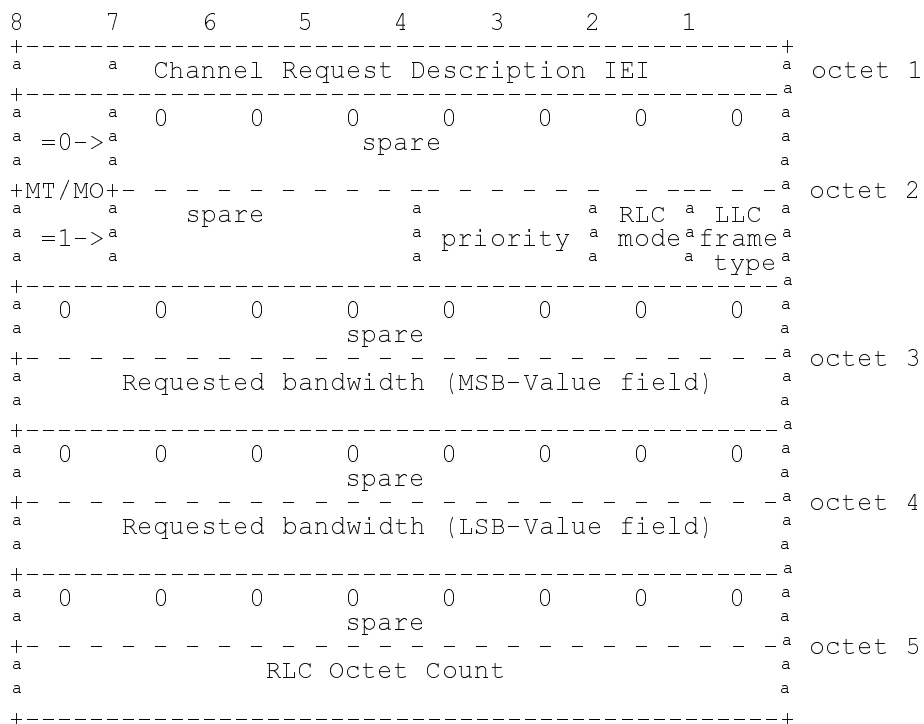 8 7 6 5 4 3 2 1
+-----------------------------------------------+
a a Channel Request Description IEI a octet 1
+-----------------------------------------------a
a a 0 0 0 0 0 0 0 a
a =0->a spare a
a a a
+MT/MO+- - - - - - - - - -- - - - - - - --- - - a octet 2
a a spare a a RLC a LLC a
a =1->a a priority a modeaframea
a a a a a typea
+-----------------------------------------------a
a 0 0 0 0 0 0 0 0 a
a spare a
+- - - - - - - - - - - - - - - - - - - - - - - -a octet 3
a Requested bandwidth (MSB-Value field) a
a a
+-----------------------------------------------a
a 0 0 0 0 0 0 0 0 a
a spare a
+- - - - - - - - - - - - - - - - - - - - - - - -a octet 4
a Requested bandwidth (LSB-Value field) a
a a
+-----------------------------------------------a
a 0 0 0 0 0 0 0 0 a
a spare a
+- - - - - - - - - - - - - - - - - - - - - - - -a octet 5
a RLC Octet Count a
a a
+-----------------------------------------------+